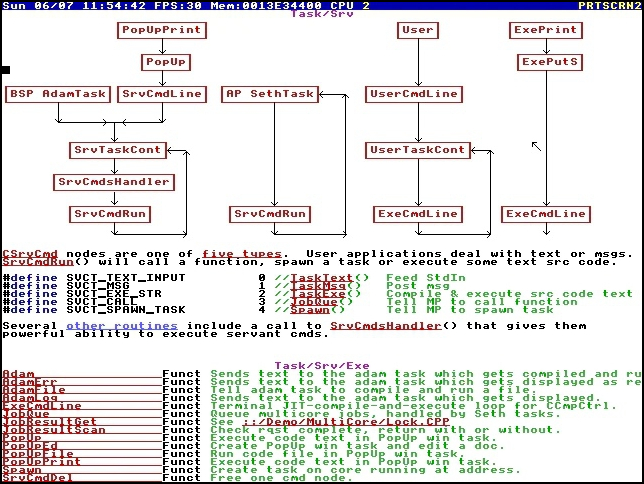 Sun 06/07 11:54:42 FPS:30 Mem:0013E34400 CPU 2 PRTSCRN2
Task/Srv
PopUpPrint User ExePrint
PopUp ExePutS
BSP AdamTask SrvCmdLine AP SethTask UserCmdLine
SrvTaskCont UserTaskCont
SrvCmdsHandler
SrvCmdRun SrvCmdRun ExeCmdLine ExeCmdLine
CSrvCmd nodes are one of five types. User applications deal with text or msgs.
SrvCmdRun() will call a function, spawn a task or execute some text src code.
#define SVCT_TEXT_INPUT 0 //TaskText() Feed StdIn
#define SVCT_MSG 1 //TaskMsg() Post msg
#define SVCT_EXE_STR 2 //TaskExe() Compile & execute src code text
#define SVCT_CALL 3 //JobQue() Tell MP to call function
#define SVCT_SPAWN_TASK 4 //Spawn() Tell MP to spawn task
Several other routines include a call to SrvCmdsHandler() that gives them
powerful ability to execute servant cmds.
Task/Srv/Exe
Adam Funct Sends text to the adam task which gets compiled and ru
AdamErr Funct Sends text to the adam task which gets displayed as re
AdamFile Funct Tell adam task to compile and run a file.
AdamLog Funct Sends text to the adam task which gets displayed.
ExeCmdLine Funct Terminal JIT-compile-and-execute loop for CCmpCtrl.
JobQue Funct Queue multicore jobs, handled by Seth tasks.
JobResultGet Funct See ::/Demo/MultiCore/Lock.CPP
JobResultScan Funct Check rqst complete, return with or without.
PopUp Funct Execute code text in PopUp win task.
PopUpEd Funct Create PopUp win task and edit a doc.
PopUpFile Funct Run code file in PopUp win task.
PopUpPrint Funct Execute code text in PopUp win task.
Spawn Funct Create task on core running at address.
SrvCmdDel Funct Free one cmd node.